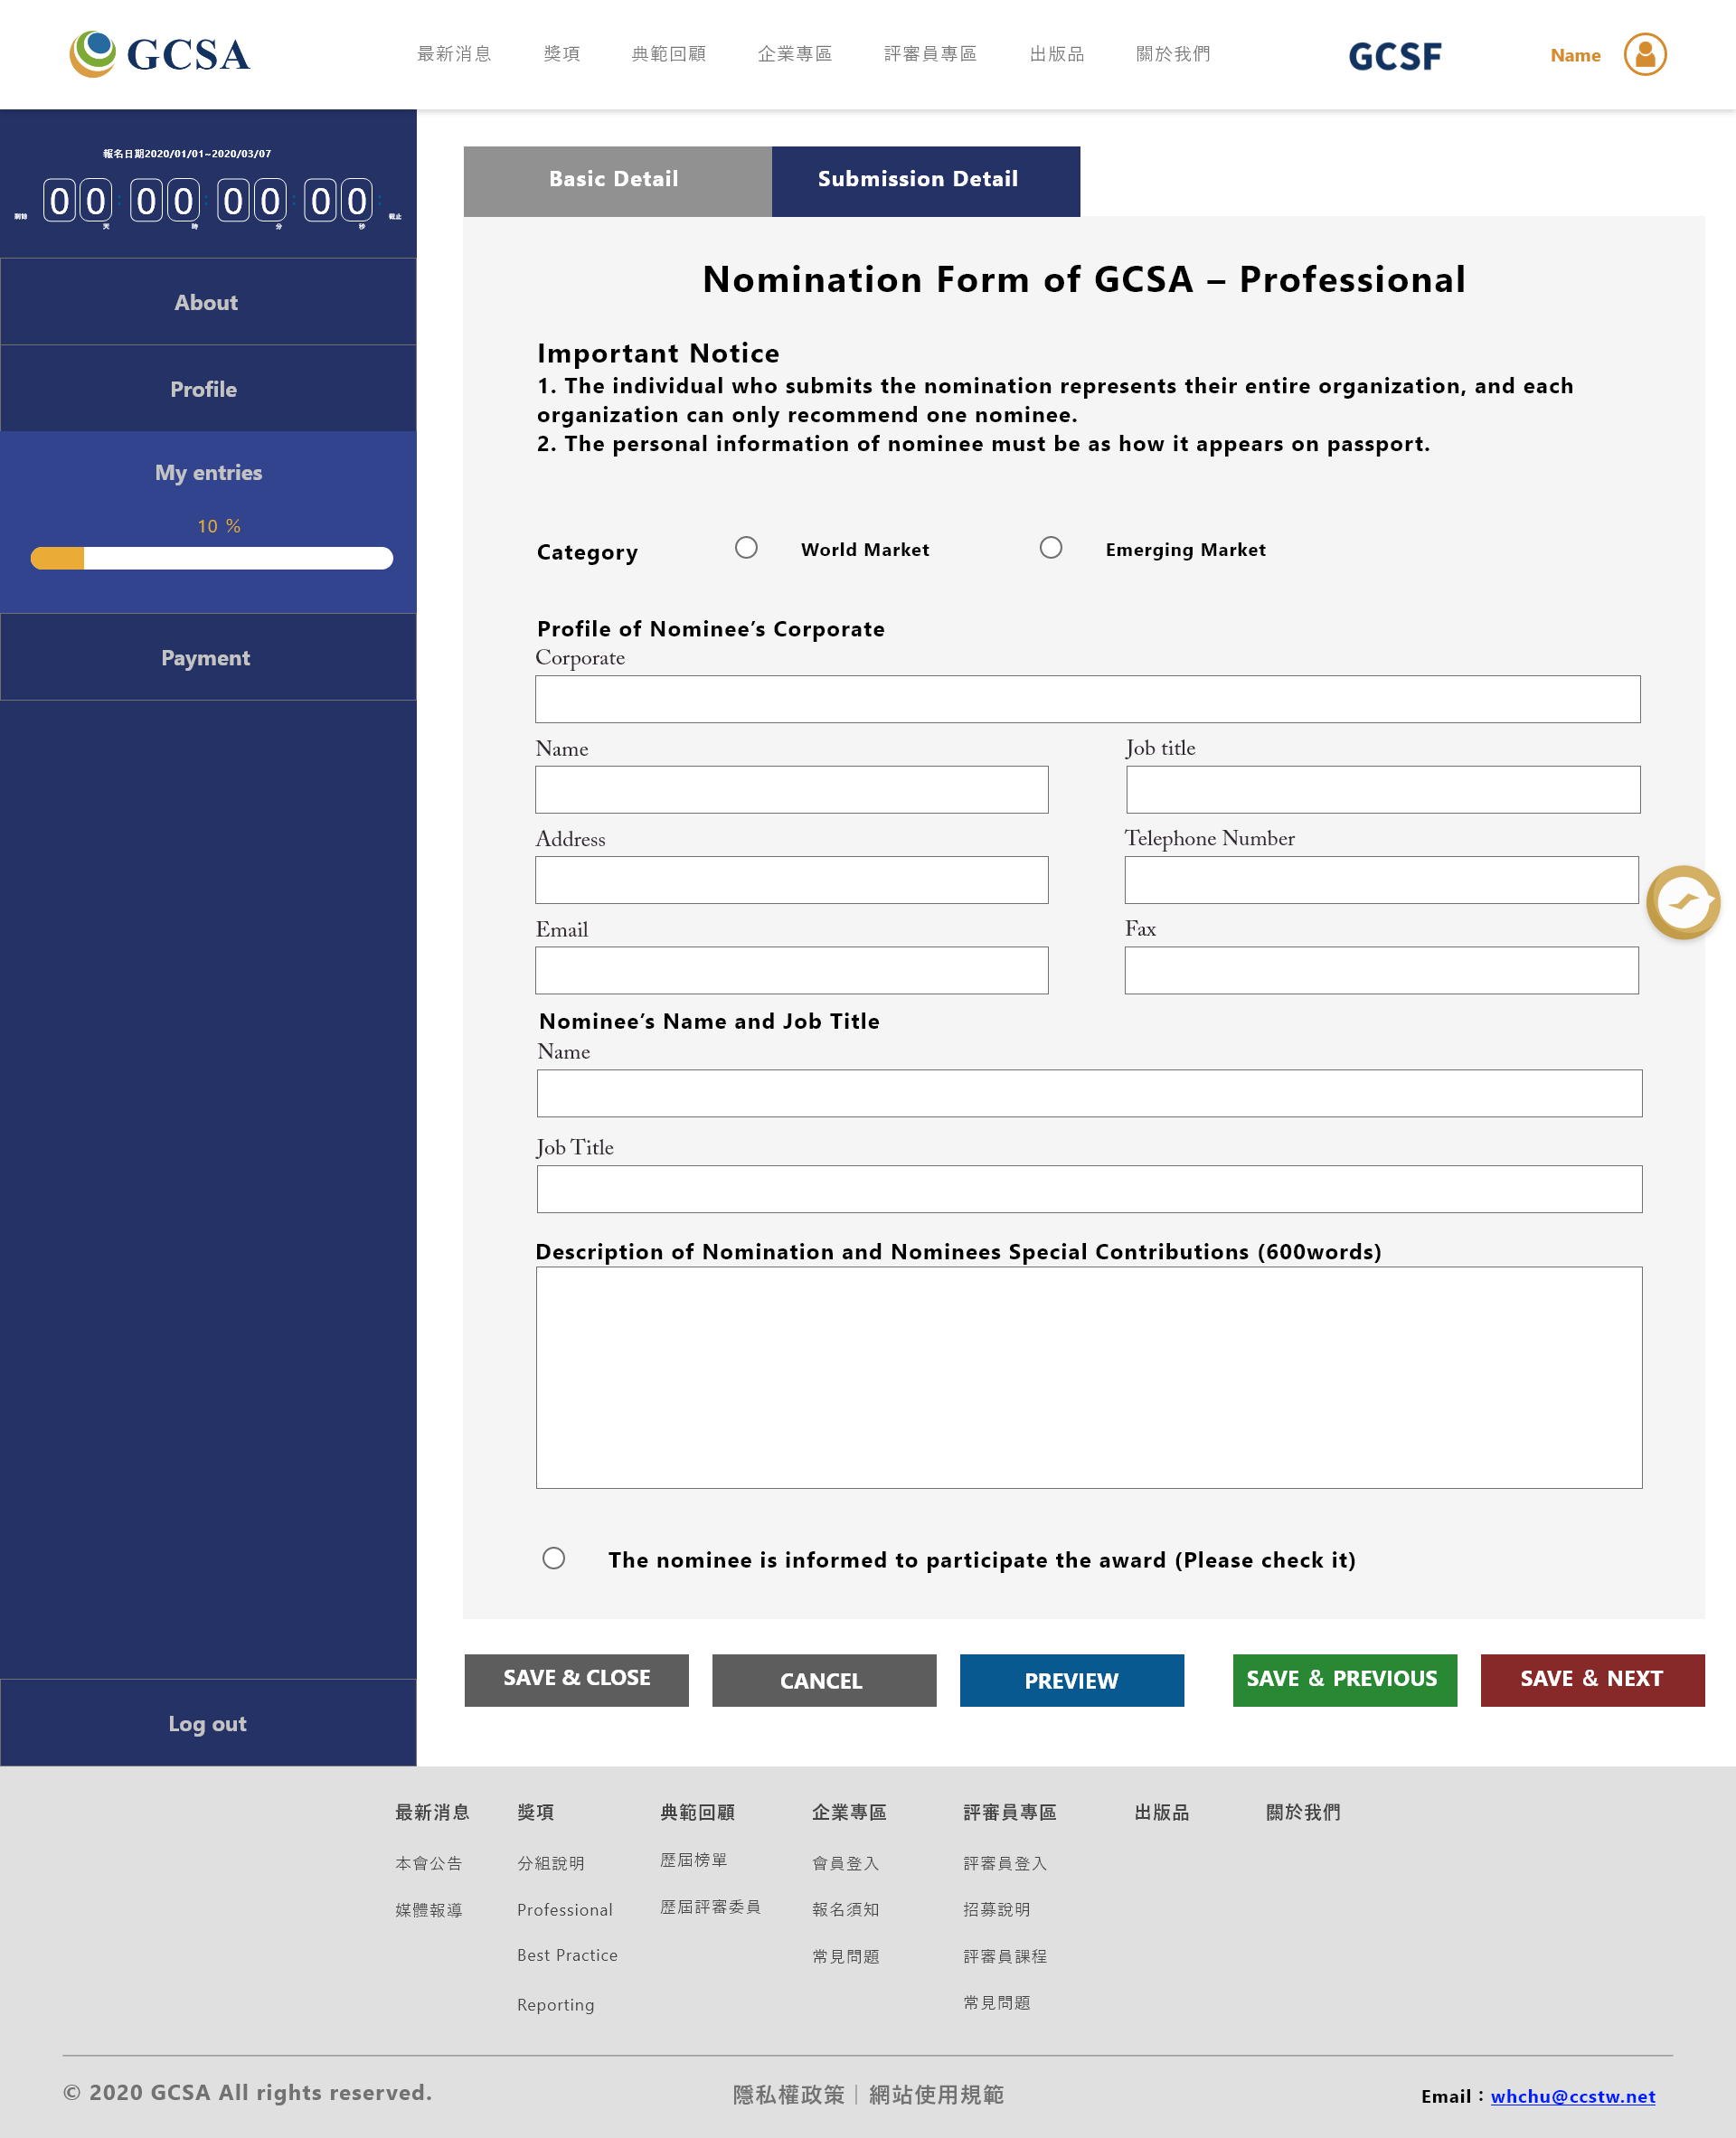 GCSA
最新消息 獎項 典範回顧 企業專區 評審員專區 出版品 關於我們
GCSF
Name
報名日期2020/01/01~2020/03/07
00:00:00:00:
天 時 分 秒 截止
About
Profile
My entries
10 %
Payment
Log out
Basic Detail
Submission Detail
Nomination Form of GCSA – Professional
Important Notice
1. The individual who submits the nomination represents their entire organization, and each
organization can only recommend one nominee.
2. The personal information of nominee must be as how it appears on passport.
Category World Market Emerging Market
Profile of Nominee’s Corporate
Corporate
Name Job title
Address Telephone Number
Email Fax
Nominee’s Name and Job Title
Name
Job Title
Description of Nomination and Nominees Special Contributions (600words)
The nominee is informed to participate the award (Please check it)
SAVE & CLOSE CANCEL PREVIEW SAVE & PREVIOUS SAVE & NEXT
最新消息 獎項 典範回顧 企業專區 評審員專區 出版品 關於我們
本會公告 分組說明 歷屆榜單 會員登入 評審員登入
媒體報導 Professional 歷屆評審委員 報名須知 招募說明
Best Practice 常見問題 評審員課程
Reporting 常見問題
© 2020 GCSA All rights reserved.
隱私權政策｜網站使用規範
Email：whchu@ccstw.net